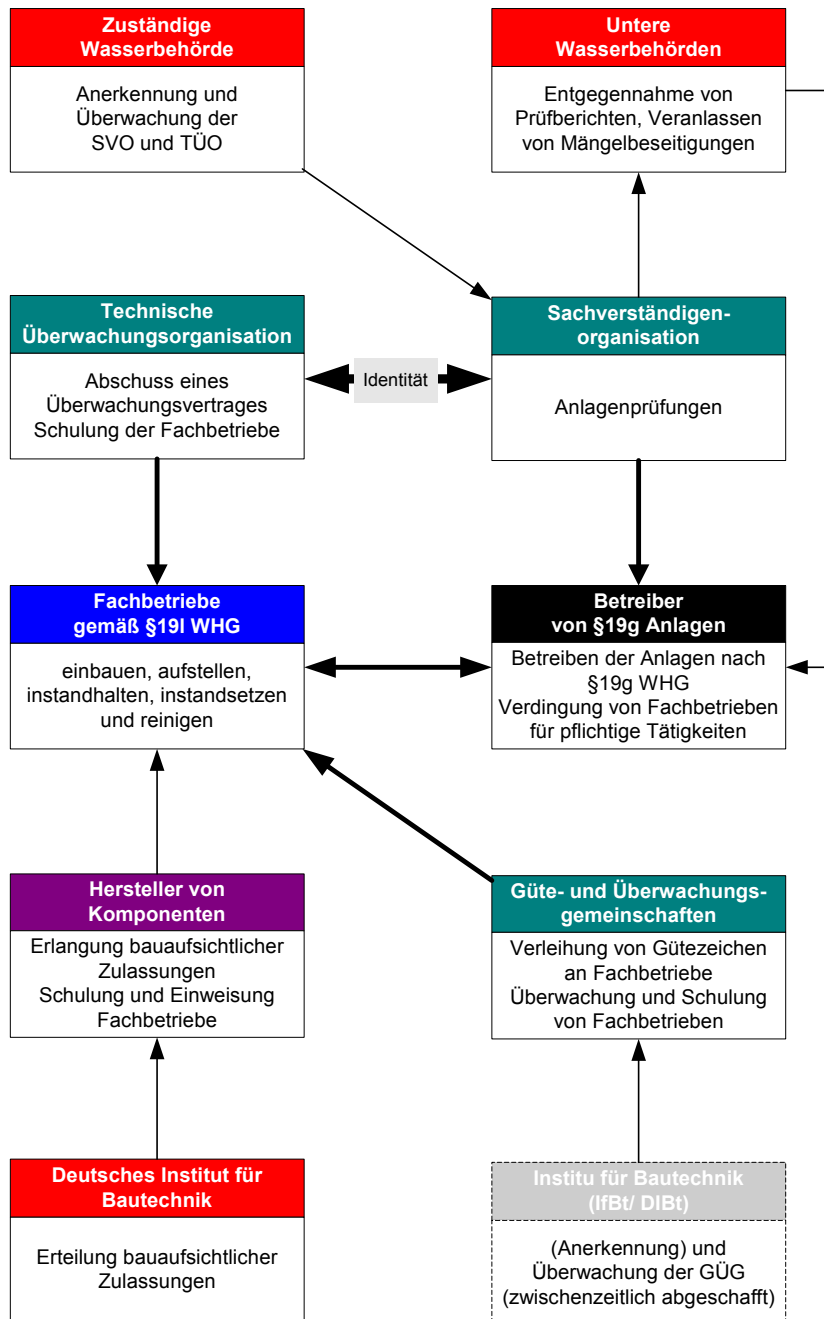 Zuständige
Wasserbehörde
Anerkennung und
Überwachung der
SVO und TÜO
Untere
Wasserbehörden
Entgegennahme von
Prüfberichten, Veranlassen
von Mängelbeseitigungen
Technische
Überwachungsorganisation
Abschuss eines
Überwachungsvertrages
Schulung der Fachbetriebe
Identität
Sachverständigen-
organisation
Anlagenprüfungen
Fachbetriebe
gemäß §19l WHG
einbauen, aufstellen,
instandhalten, instandsetzen
und reinigen
Betreiber
von §19g Anlagen
Betreiben der Anlagen nach
§19g WHG
Verdingung von Fachbetrieben
für pflichtige Tätigkeiten
Hersteller von
Komponenten
Erlangung bauaufsichtlicher
Zulassungen
Schulung und Einweisung
Fachbetriebe
Güte- und Überwachungs-
gemeinschaften
Verleihung von Gütezeichen
an Fachbetriebe
Überwachung und Schulung
von Fachbetrieben
Deutsches Institut für
Bautechnik
Erteilung bauaufsichtlicher
Zulassungen
Institu für Bautechnik
(IfBt/ DIBt)
(Anerkennung) und
Überwachung der GÜG
(zwischenzeitlich abgeschafft)